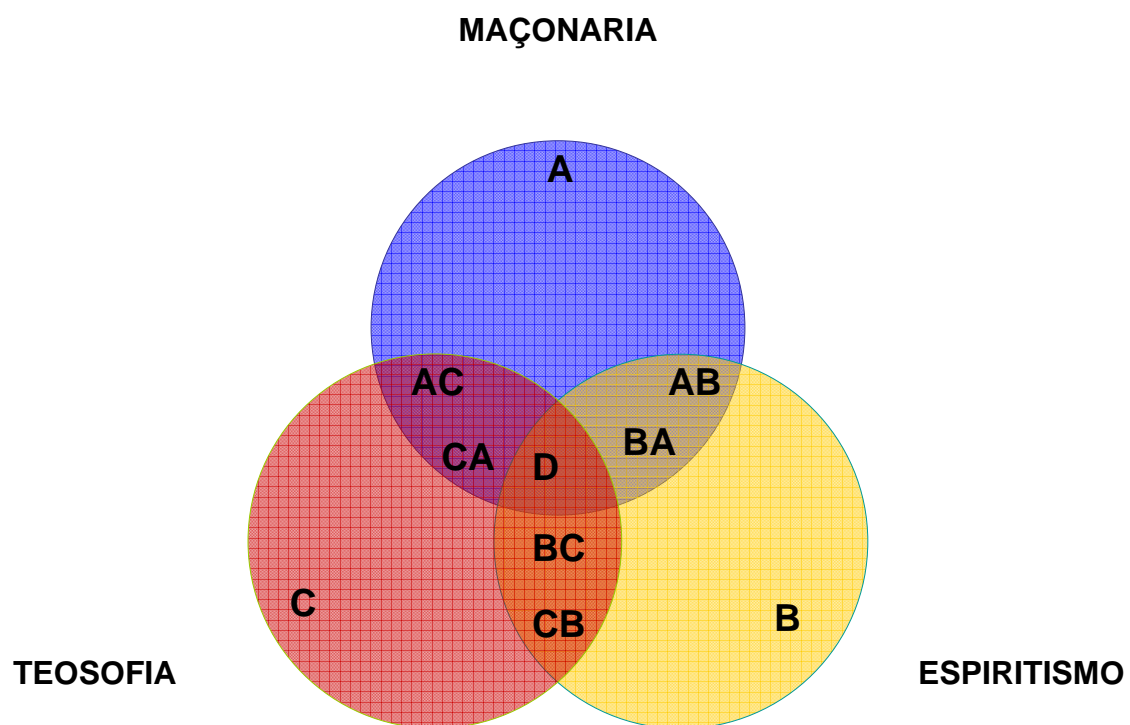 MAÇONARIA
A
AC
AB
CA
BA
D
BC
C
CB
B
TEOSOFIA
ESPIRITISMO